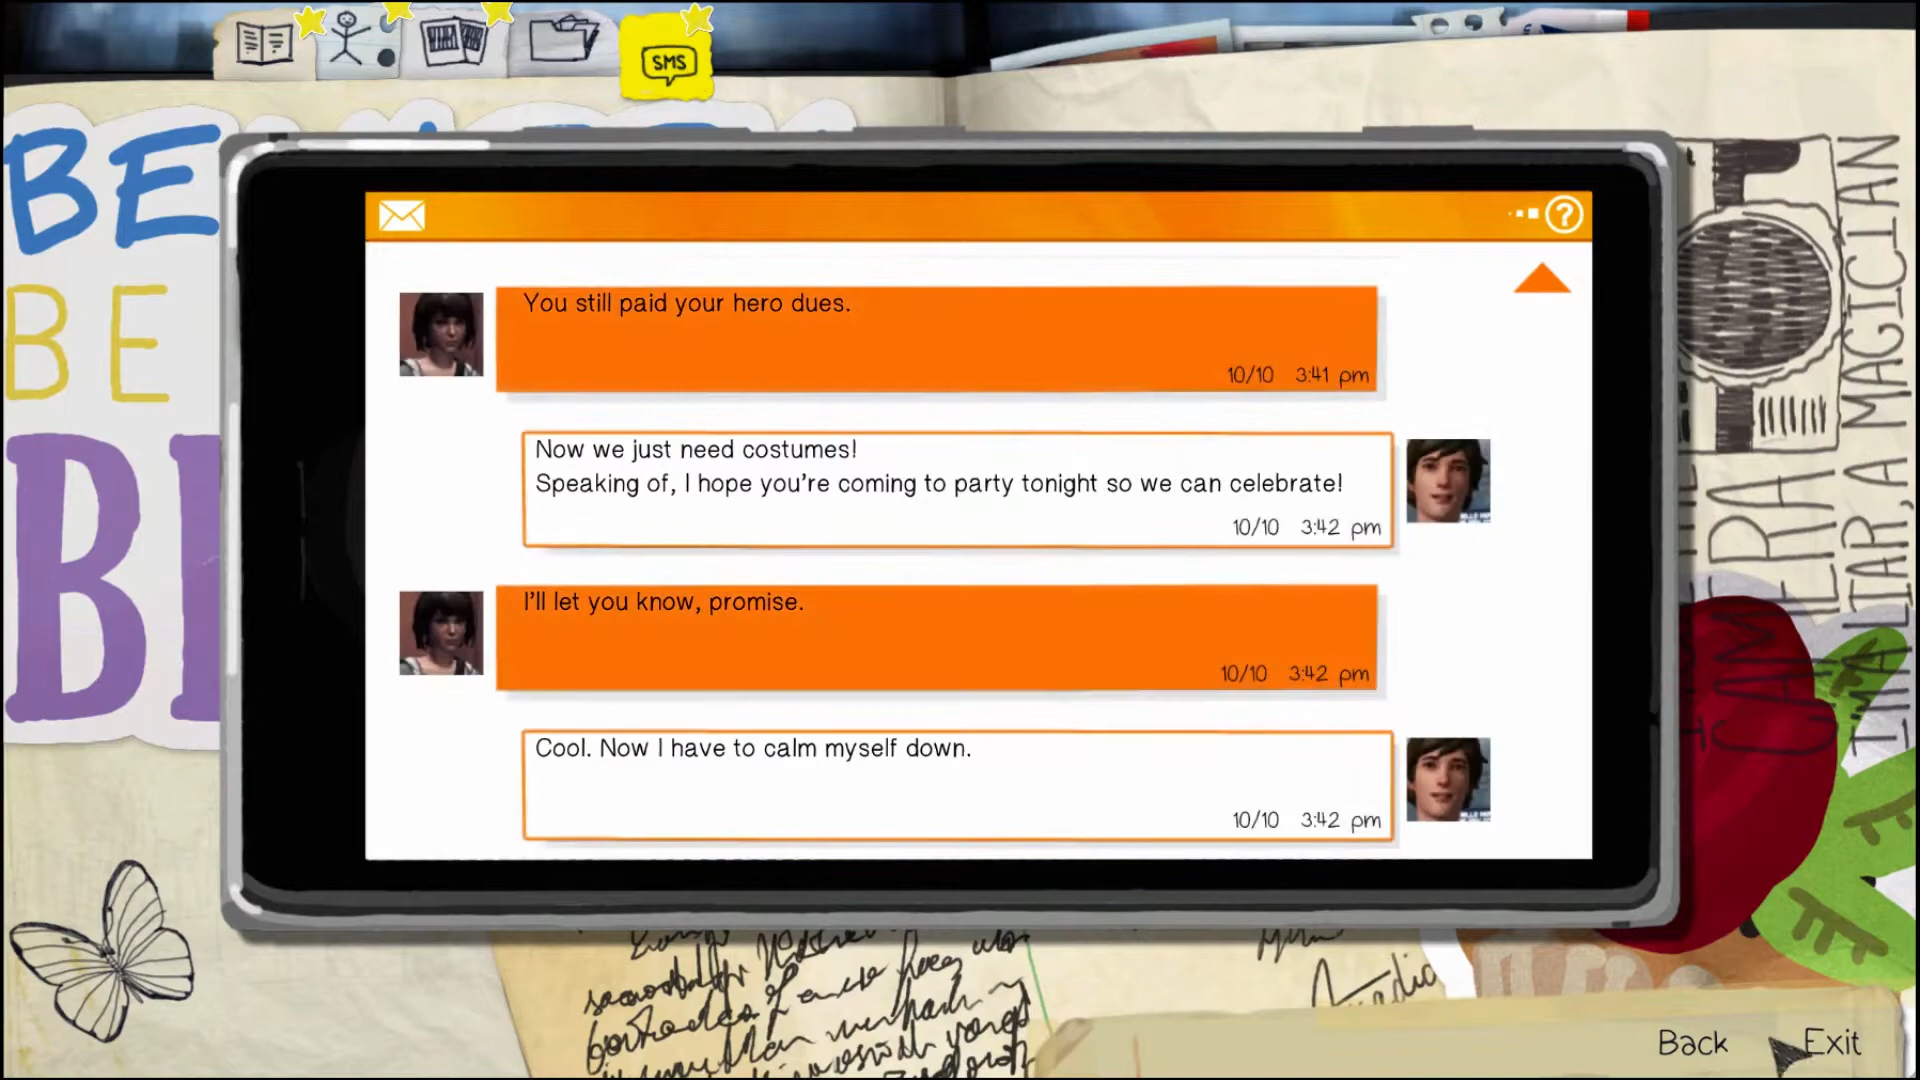 SMS
BE
BE
You still paid your hero dues.
10/10 3:41 pm
Now we just need costumes!
Speaking of, I hope you're coming to party tonight so we can celebrate!
10/10 3:42 pm
I'll let you know, promise.
10/10 3:42 pm
Cool. Now I have to calm myself down.
10/10 3:42 pm
CAMERA
A MAGICIAN
Back
Exit